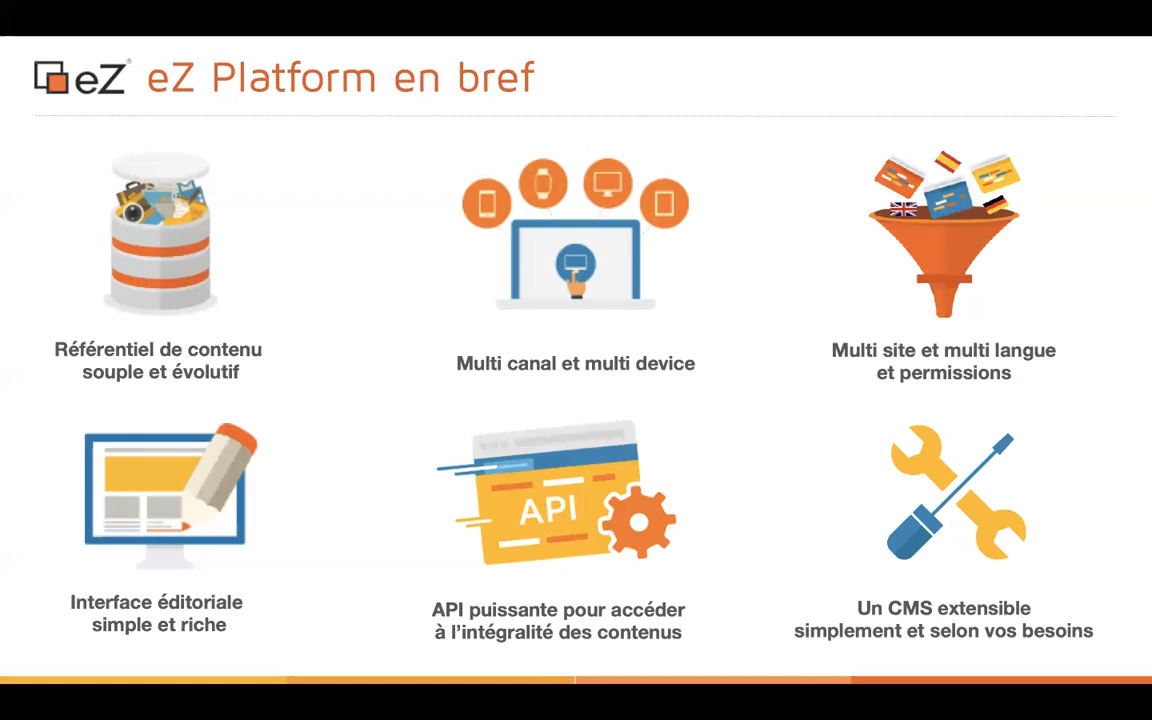 eZ® eZ Platform en bref
Référentiel de contenu
souple et évolutif
Multi canal et multi device
Multi site et multi langue
et permissions
Interface éditoriale
simple et riche
API
API puissante pour accéder
à l’intégralité des contenus
Un CMS extensible
simplement et selon vos besoins